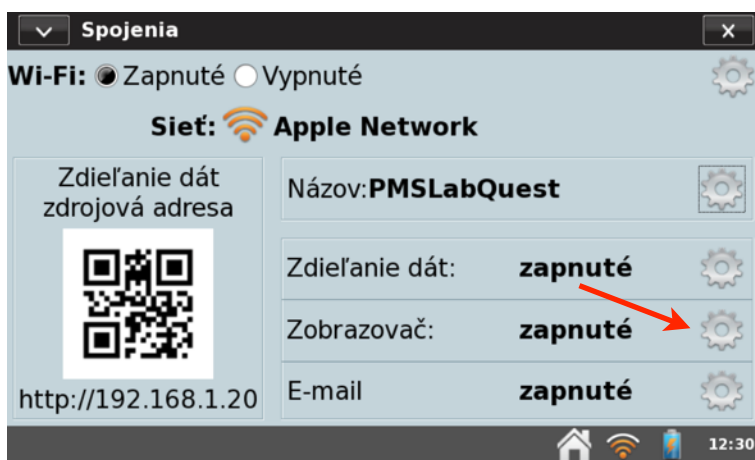 Spojenia
Wi-Fi: Zapnuté Vypnuté
Sieť: Apple Network
Zdieľanie dát
zdrojová adresa
http://192.168.1.20
Názov:PMSLabQuest
Zdieľanie dát: zapnuté
Zobrazovač: zapnuté
E-mail zapnuté
12:30